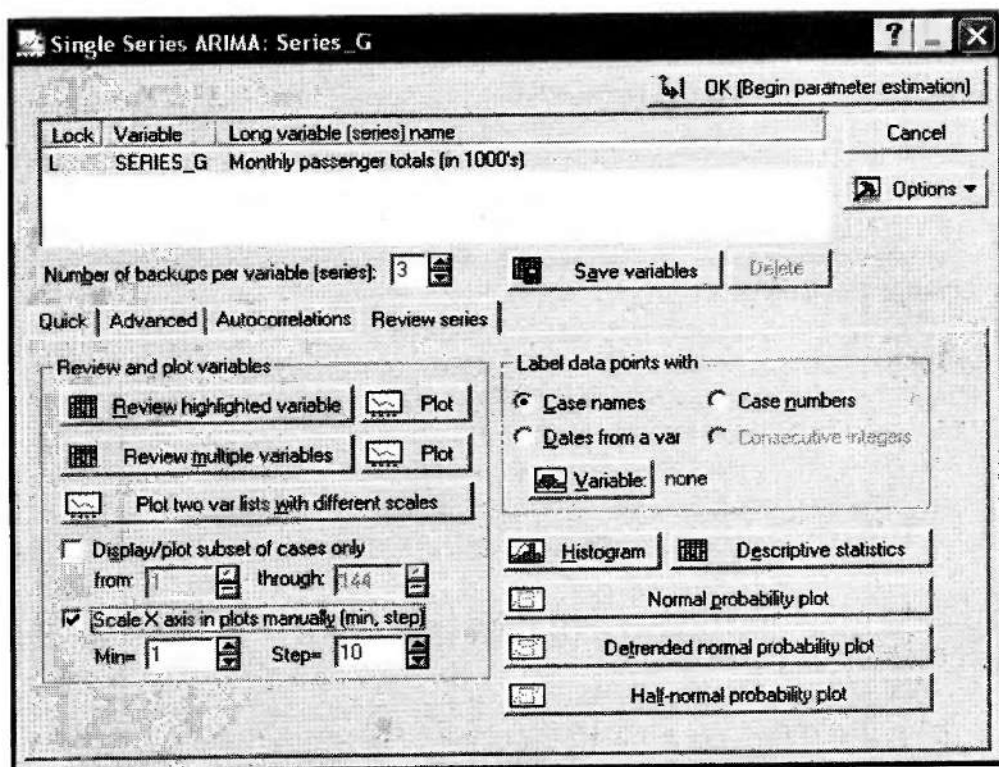 Single Series ARIMA: Series_G
OK (Begin parameter estimation)
Cancel
Options
Lock Variable Long variable (series) name
L SERIES_G Monthly passenger totals (in 1000's)
Number of backups per variable (series): 3
Save variables Delete
Quick Advanced Autocorrelations Review series
Review and plot variables
Review highlighted variable Plot
Review multiple variables Plot
Plot two var lists with different scales
Display/plot subset of cases only
from: 1 through: 144
Scale X axis in plots manually (min, step)
Min= 1 Step= 10
Label data points with
Case names Case numbers
Dates from a var Consecutive integers
Variable: none
Histogram Descriptive statistics
Normal probability plot
Detrended normal probability plot
Half-normal probability plot